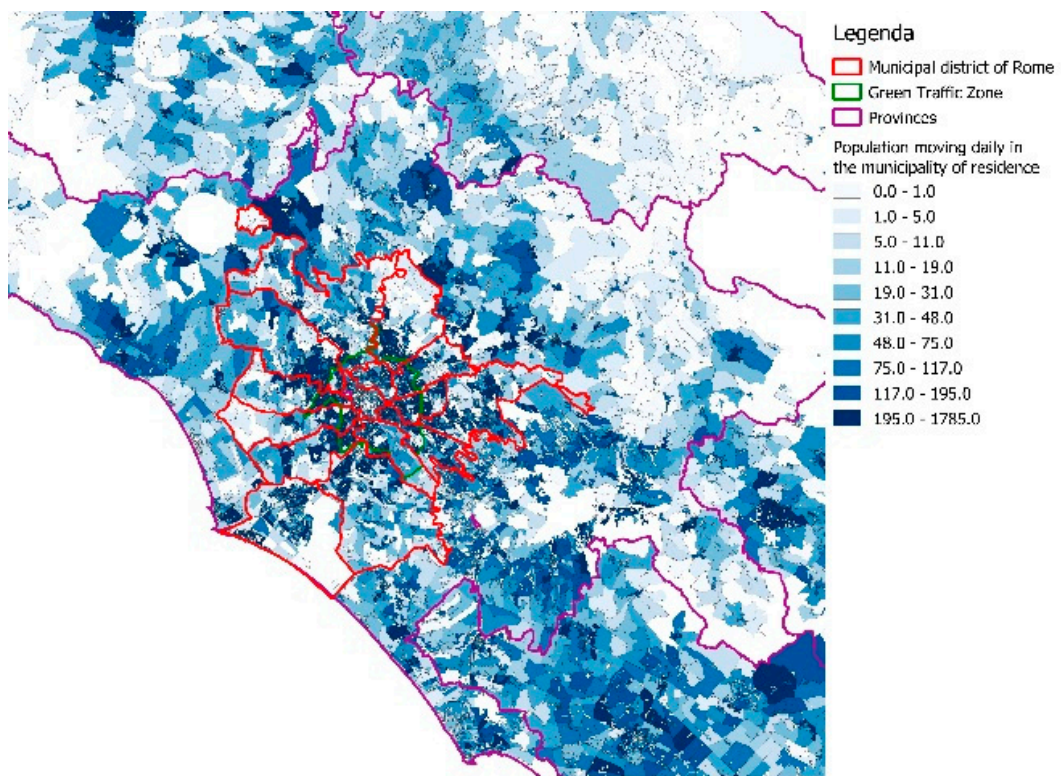 Legenda
Municipal district of Rome
Green Traffic Zone
Provinces
Population moving daily in
the municipality of residence
0.0 - 1.0
1.0 - 5.0
5.0 - 11.0
11.0 - 19.0
19.0 - 31.0
31.0 - 48.0
48.0 - 75.0
75.0 - 117.0
117.0 - 195.0
195.0 - 1785.0